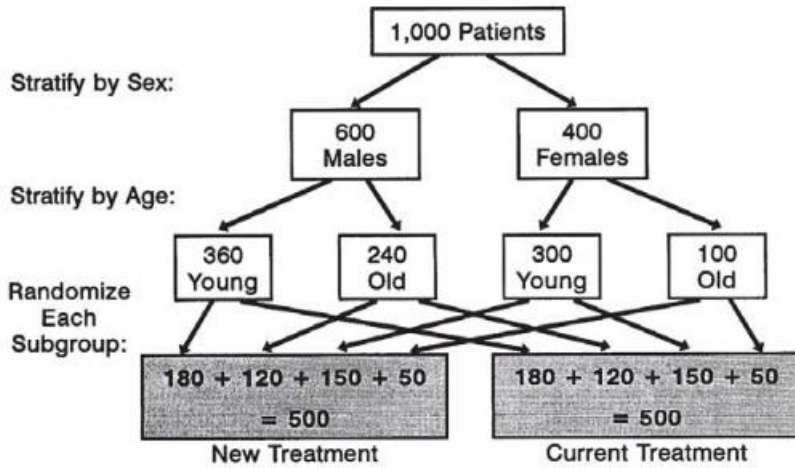 1,000 Patients
Stratify by Sex:
600
Males
400
Females
Stratify by Age:
360
Young
240
Old
300
Young
100
Old
Randomize
Each
Subgroup:
180 + 120 + 150 + 50
= 500
180 + 120 + 150 + 50
= 500
New Treatment
Current Treatment